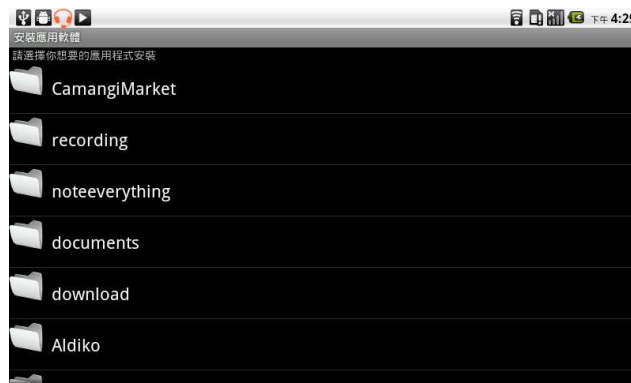 下午 4:29
安裝應用軟體
請選擇你想要的應用程式安裝
CamangiMarket
recording
noteeverything
documents
download
Aldiko